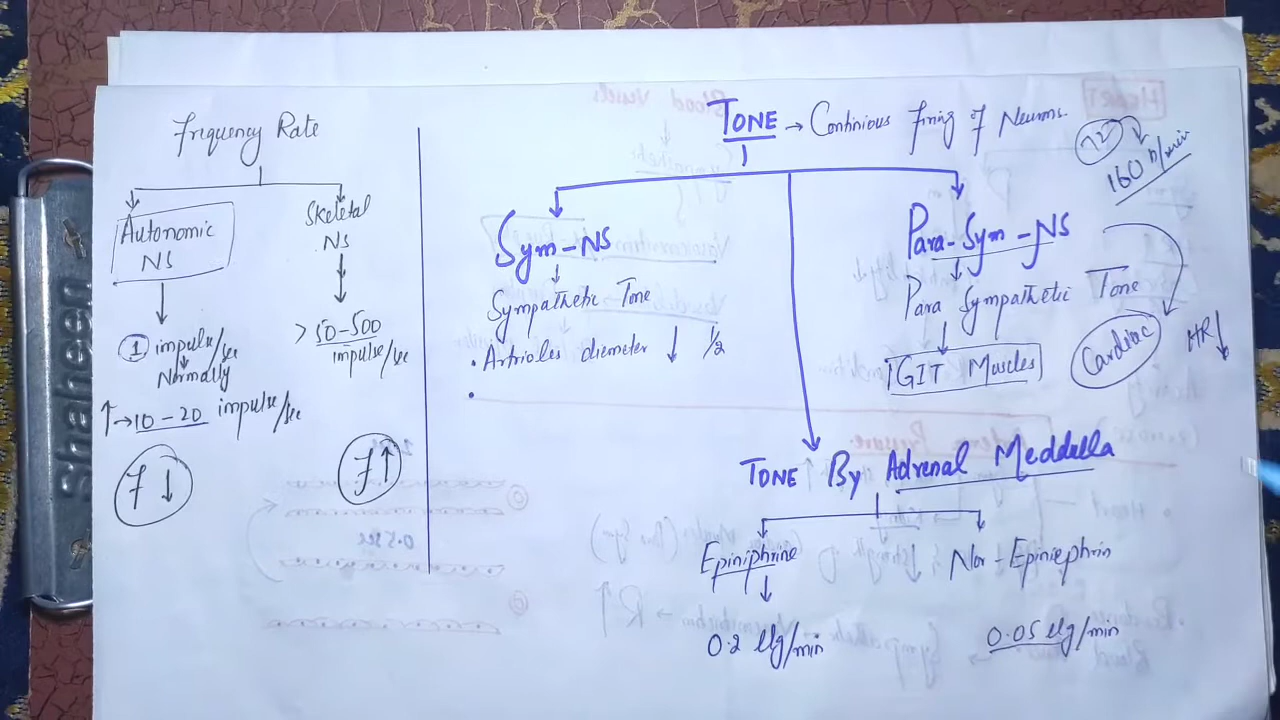 Frequency Rate
Autonomic
NS
Skeletal
NS
① impulse/sec
Normally
↑→10-20 impulse/sec
F ↓
> 50-500
impulse/sec
F ↑
TONE → Continious firing of Neurons.
Sym-NS
Sympathetic Tone
. Artrioles diemeter ↓ 1/2
.
Para-Sym-NS
Para Sympathetic Tone
GIT Muscles
72
160 b/min
Cardiac
HR ↓
TONE By Adrenal Meddulla
Epiniphrine
0.2 Ug/min
Nor-Epiniephrin
0.05 Ug/min
Shaheen